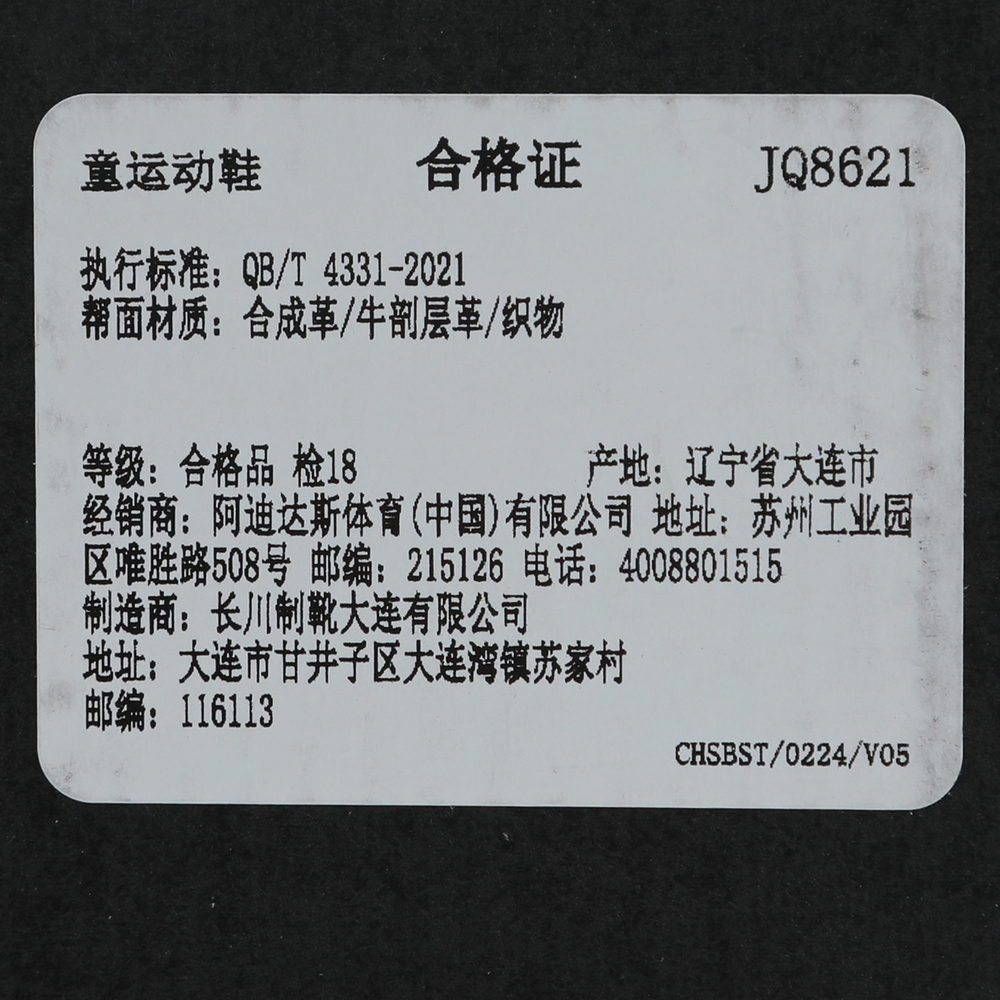 童运动鞋 合格证 JQ8621
执行标准：QB/T 4331-2021
帮面材质：合成革/牛剖层革/织物
等级：合格品 检18 产地：辽宁省大连市
经销商：阿迪达斯体育(中国)有限公司 地址：苏州工业园
区唯胜路508号 邮编：215126 电话：4008801515
制造商：长川制靴大连有限公司
地址：大连市甘井子区大连湾镇苏家村
邮编：116113
CHSBST/0224/V05